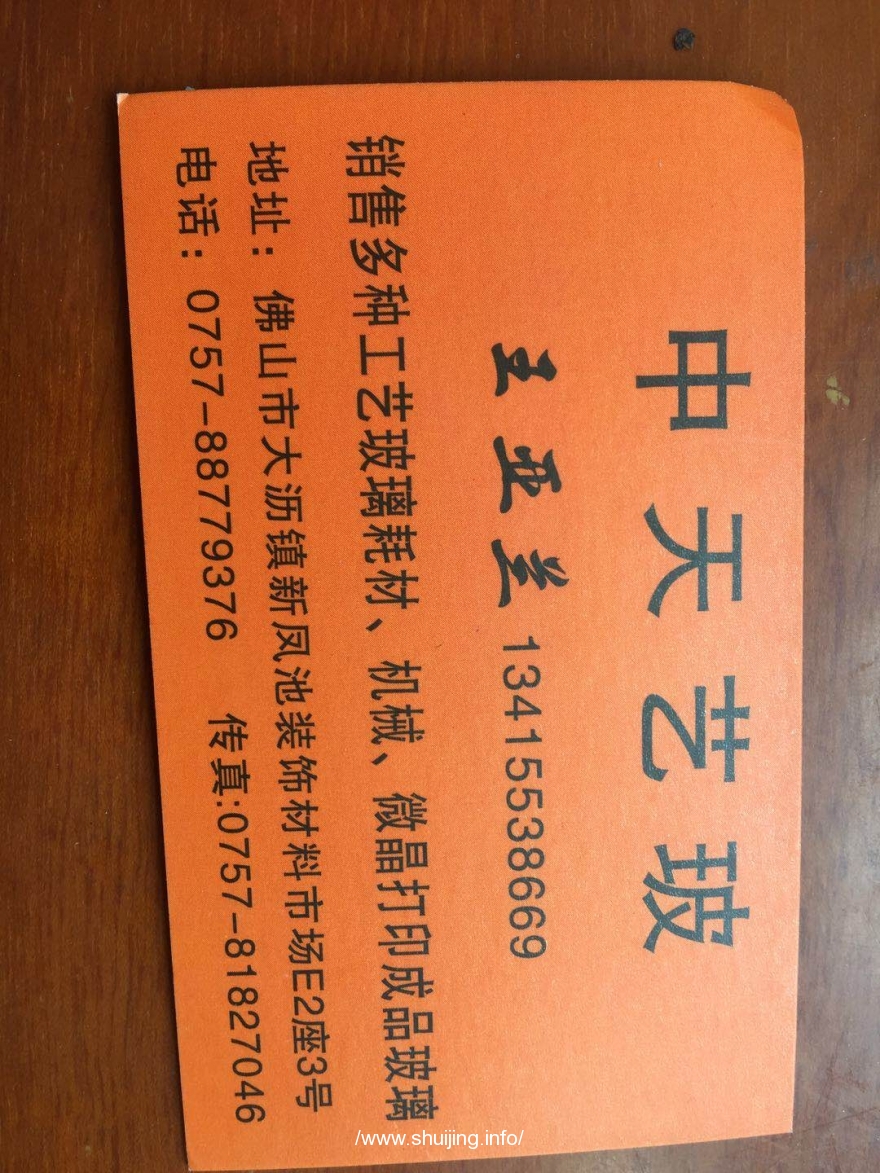 中天艺玻
王亚兰 13415538669
销售多种工艺玻璃耗材、机械、微晶打印成品玻璃
地址：佛山市大沥镇新凤池装饰材料市场E2座3号
电话：0757-88779376 传真:0757-81827046
/www.shuijing.info/